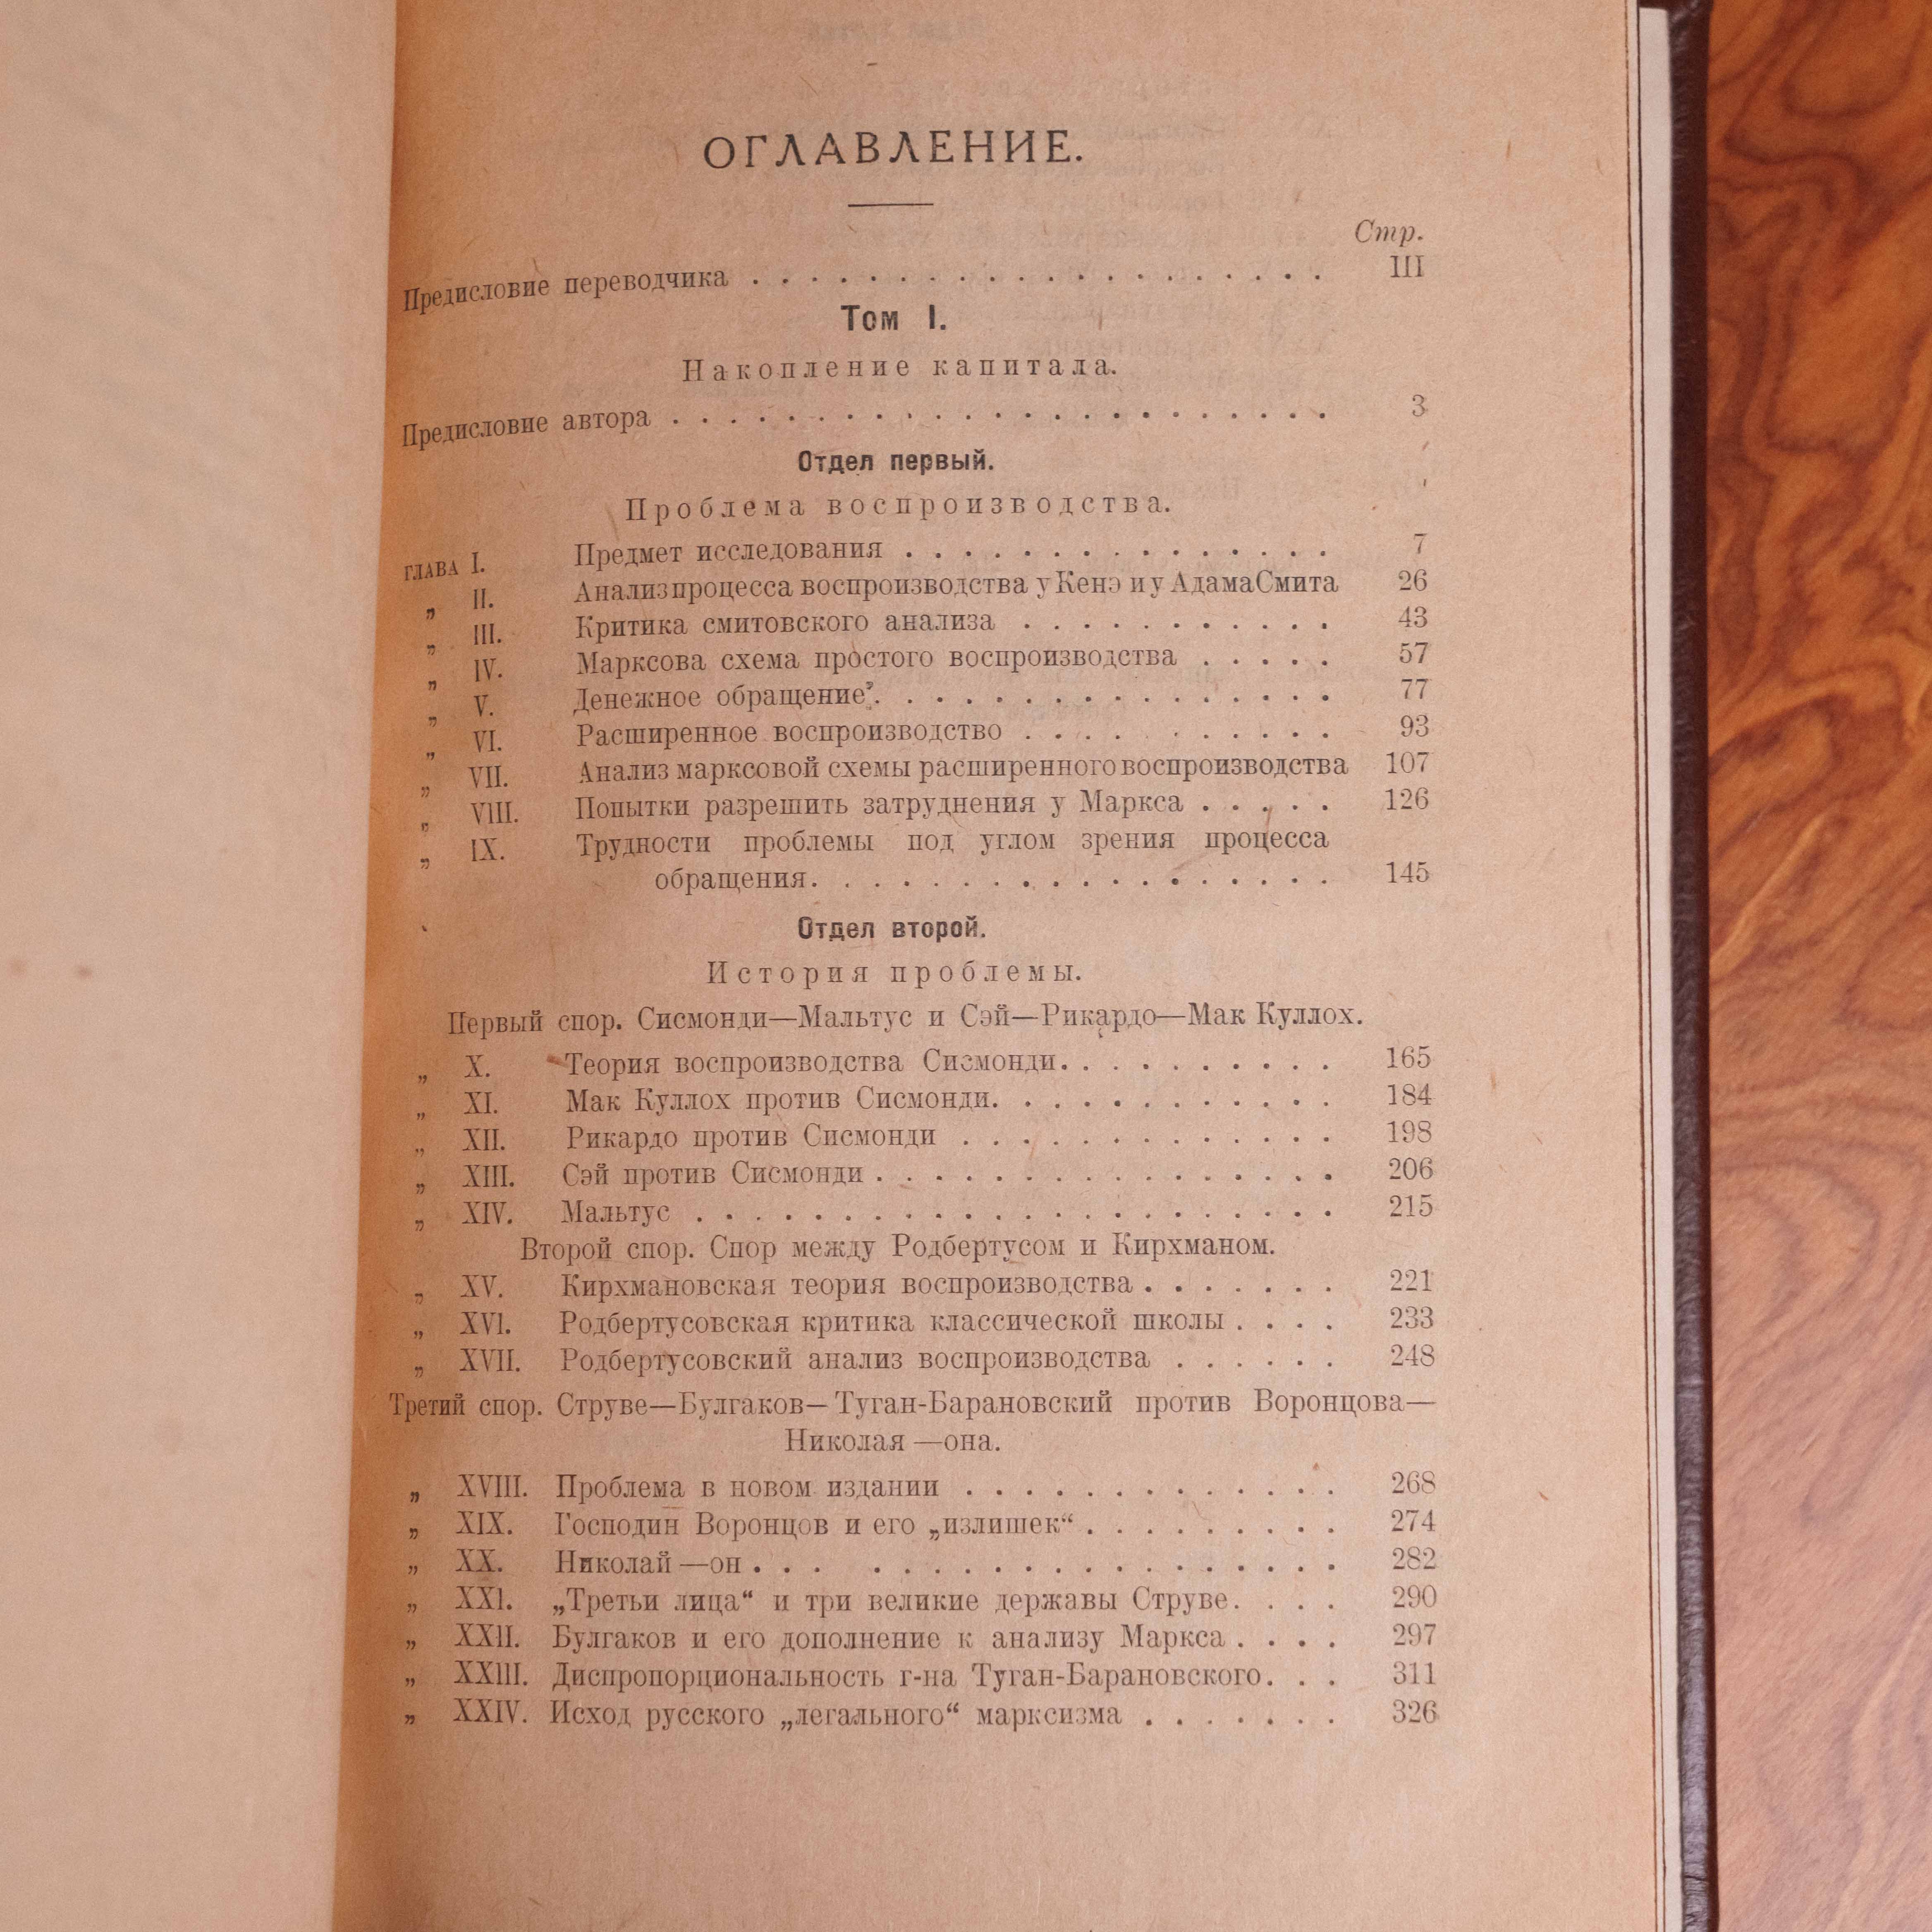 ОГЛАВЛЕНИЕ.
Стр.
Предисловие переводчика . . . . . . . . . . . . . . . . . . . . III
Том I.
Накопление капитала.
Предисловие автора . . . . . . . . . . . . . . . . . . . . . . . 3
Отдел первый.
Проблема воспроизводства.
ГЛАВА I. Предмет исследования . . . . . . . . . . . . . . . 7
„ II. Анализ процесса воспроизводства у Кенэ и у Адама Смита 26
„ III. Критика смитовского анализа . . . . . . . . . . . 43
„ IV. Марксова схема простого воспроизводства . . . . . 57
„ V. Денежное обращение . . . . . . . . . . . . . . . . 77
„ VI. Расширенное воспроизводство . . . . . . . . . . 93
„ VII. Анализ марксовой схемы расширенного воспроизводства 107
„ VIII. Попытки разрешить затруднения у Маркса . . . . . 126
„ IX. Трудности проблемы под углом зрения процесса
обращения. . . . . . . . . . . . . . . . . . . 145
Отдел второй.
История проблемы.
Первый спор. Сисмонди—Мальтус и Сэй—Рикардо—Мак Куллох.
„ X. Теория воспроизводства Сисмонди. . . . . . . . . . 165
„ XI. Мак Куллох против Сисмонди. . . . . . . . . . . . 184
„ XII. Рикардо против Сисмонди . . . . . . . . . . . . . 198
„ XIII. Сэй против Сисмонди . . . . . . . . . . . . . . . . 206
„ XIV. Мальтус . . . . . . . . . . . . . . . . . . . . . . 215
Второй спор. Спор между Родбертусом и Кирхманом.
„ XV. Кирхмановская теория воспроизводства . . . . . . . 221
„ XVI. Родбертусовская критика классической школы . . . . 233
„ XVII. Родбертусовский анализ воспроизводства . . . . . . 248
Третий спор. Струве—Булгаков—Туган-Барановский против Воронцова—
Николая —она.
„ XVIII. Проблема в новом издании . . . . . . . . . . . . . 268
„ XIX. Господин Воронцов и его „излишек“ . . . . . . . . . 274
„ XX. Николай —он . . . . . . . . . . . . . . . . . . . 282
„ XXI. „Третьи лица“ и три великие державы Струве. . . . 290
„ XXII. Булгаков и его дополнение к анализу Маркса . . . . 297
„ XXIII. Диспропорциональность г-на Туган-Барановского. . . 311
„ XXIV. Исход русского „легального“ марксизма . . . . . . . 326